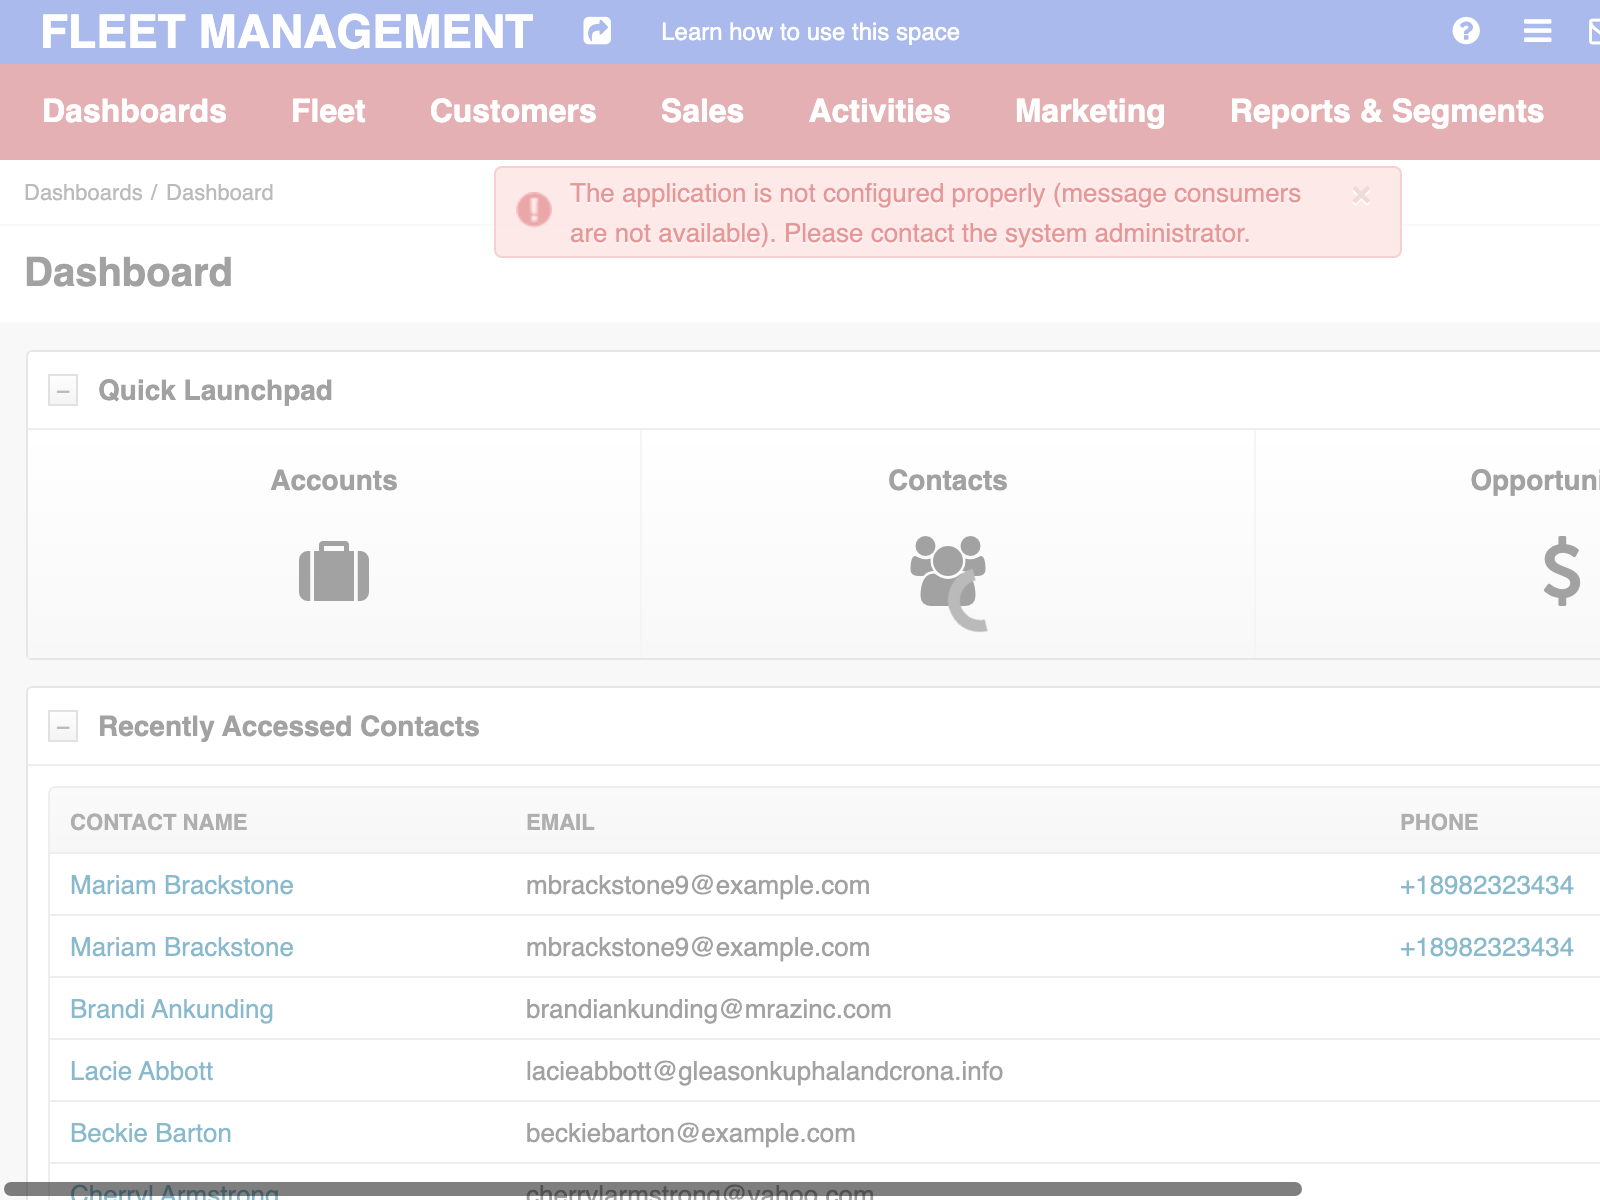 FLEET MANAGEMENT Learn how to use this space
Dashboards Fleet Customers Sales Activities Marketing Reports & Segments
Dashboards / Dashboard
The application is not configured properly (message consumers
are not available). Please contact the system administrator.
Dashboard
Quick Launchpad
Accounts Contacts Opportuni
Recently Accessed Contacts
CONTACT NAME EMAIL PHONE
Mariam Brackstone mbrackstone9@example.com +18982323434
Mariam Brackstone mbrackstone9@example.com +18982323434
Brandi Ankunding brandiankunding@mrazinc.com
Lacie Abbott lacieabbott@gleasonkuphalandcrona.info
Beckie Barton beckiebarton@example.com
Cherryl Armstrong cherrylarmstrong@yahoo.com